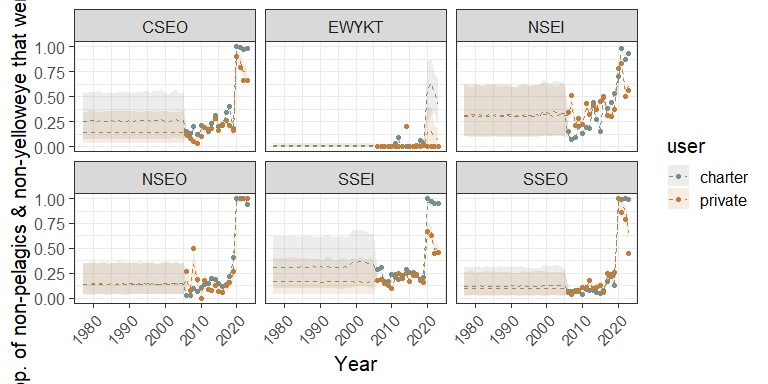 op. of non-pelagics & non-yelloweye that wer
CSEO
EWYKT
NSEI
1.00
0.75
0.50
0.25
0.00
NSEO
SSEI
SSEO
1.00
0.75
0.50
0.25
0.00
1980
1990
2000
2010
2020
1980
1990
2000
2010
2020
1980
1990
2000
2010
2020
Year
user
charter
private